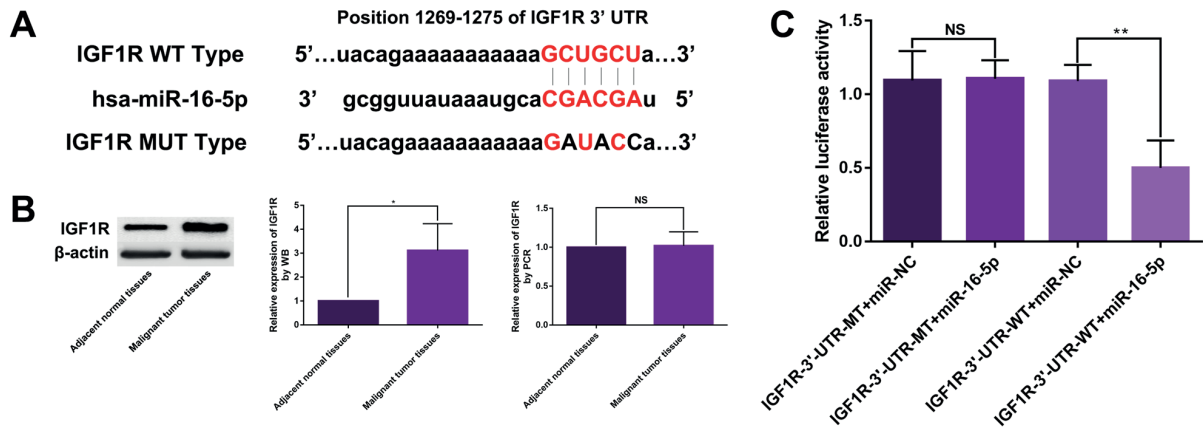 A
Position 1269-1275 of IGF1R 3' UTR
IGF1R WT Type 5'...uacagaaaaaaaaaaaGCUGCUa...3'
hsa-miR-16-5p 3' gcgguuauaaaugcaCGACGAu 5'
IGF1R MUT Type 5'...uacagaaaaaaaaaaaGAUACCa...3'
B
IGF1R
β-actin
Adjacent normal tissues
Malignant tumor tissues
Relative expression of IGF1R
by WB
5
4
3
2
1
0
*
Adjacent normal tissues
Malignant tumor tissues
Relative expression of IGF1R
by PCR
1.5
1.0
0.5
0.0
NS
Adjacent normal tissues
Malignant tumor tissues
C
Relative luciferase activity
1.5
1.0
0.5
0.0
NS
**
IGF1R-3'-UTR-MT+miR-NC
IGF1R-3'-UTR-MT+miR-16-5p
IGF1R-3'-UTR-WT+miR-NC
IGF1R-3'-UTR-WT+miR-16-5p